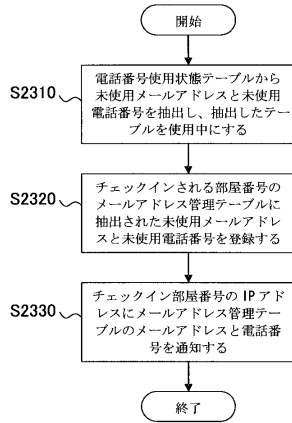 開始
S2310
電話番号使用状態テーブルから
未使用メールアドレスと未使用
電話番号を抽出し、抽出したテー
ブルを使用中にする
S2320
チェックインされる部屋番号の
メールアドレス管理テーブルに
抽出された未使用メールアドレ
スと未使用電話番号を登録する
S2330
チェックイン部屋番号の IP アド
レスにメールアドレス管理テー
ブルのメールアドレスと電話番
号を通知する
終了